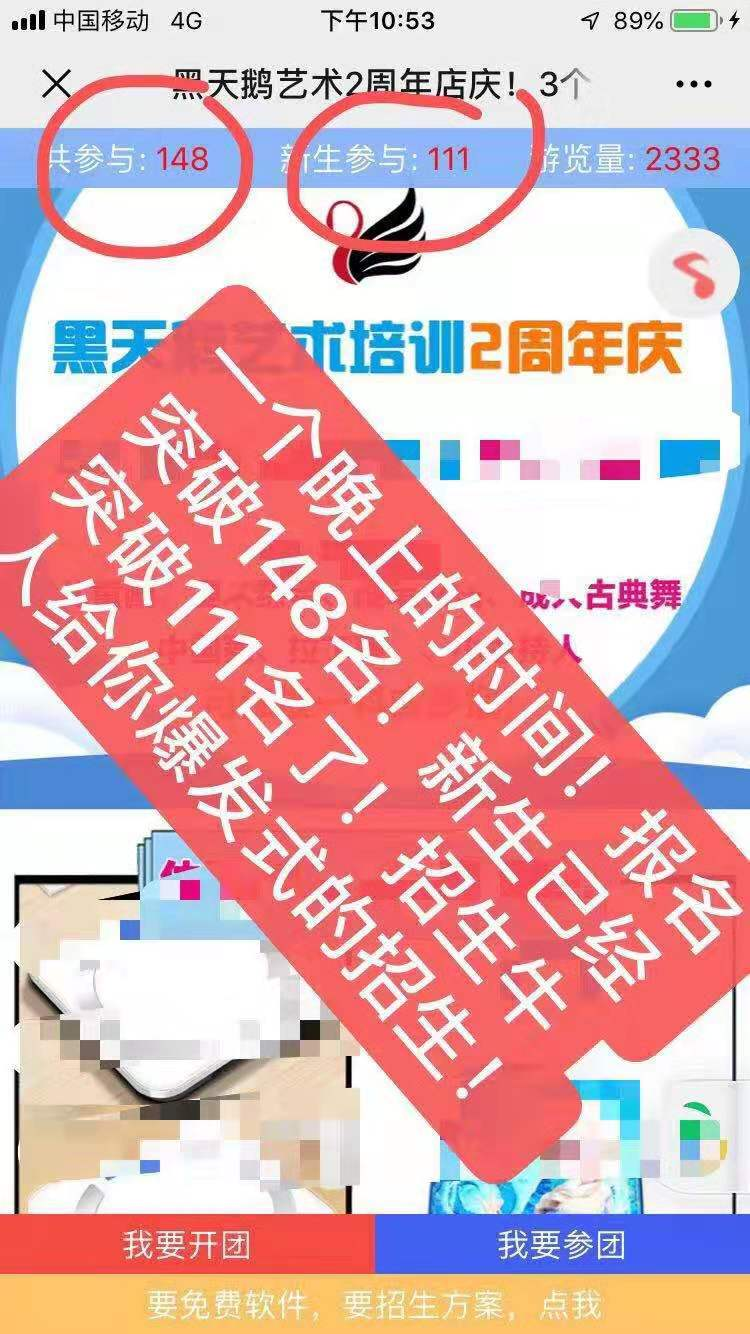 中国移动 4G 下午10:53 89%
黑天鹅艺术2周年店庆！3个
共参与: 148 新生参与: 111 游览量: 2333
黑天鹅艺术培训2周年庆
一个晚上的时间！报名
突破148名！新生已经
突破111名了！招生牛
人给你爆发式的招生！
成人古典舞
我要开团 我要参团
要免费软件，要招生方案，点我